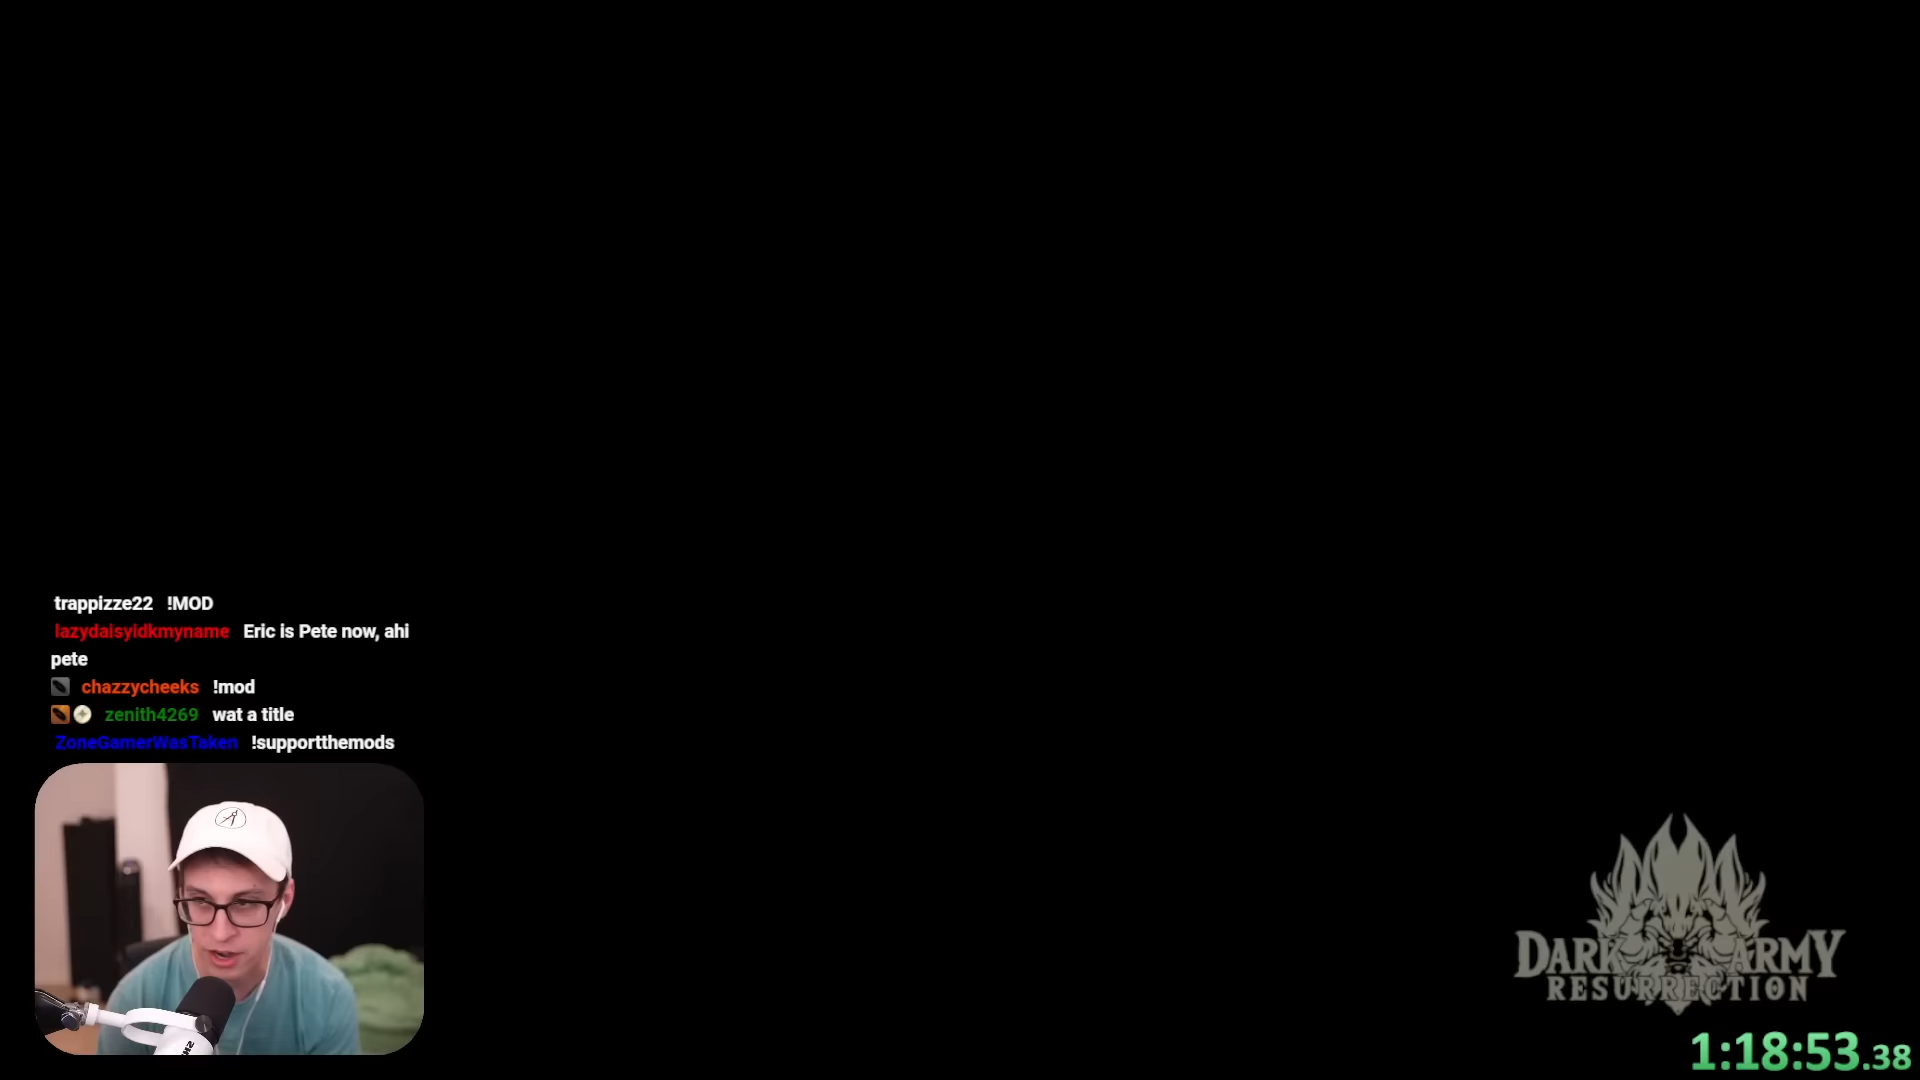 trappizze22 !MOD
lazydaisyidkmyname Eric is Pete now, ahi
pete
chazzycheeks !mod
zenith4269 wat a title
ZoneGamerWasTaken !supportthemods
DARK ARMY
RESURRECTION
1:18:53.38